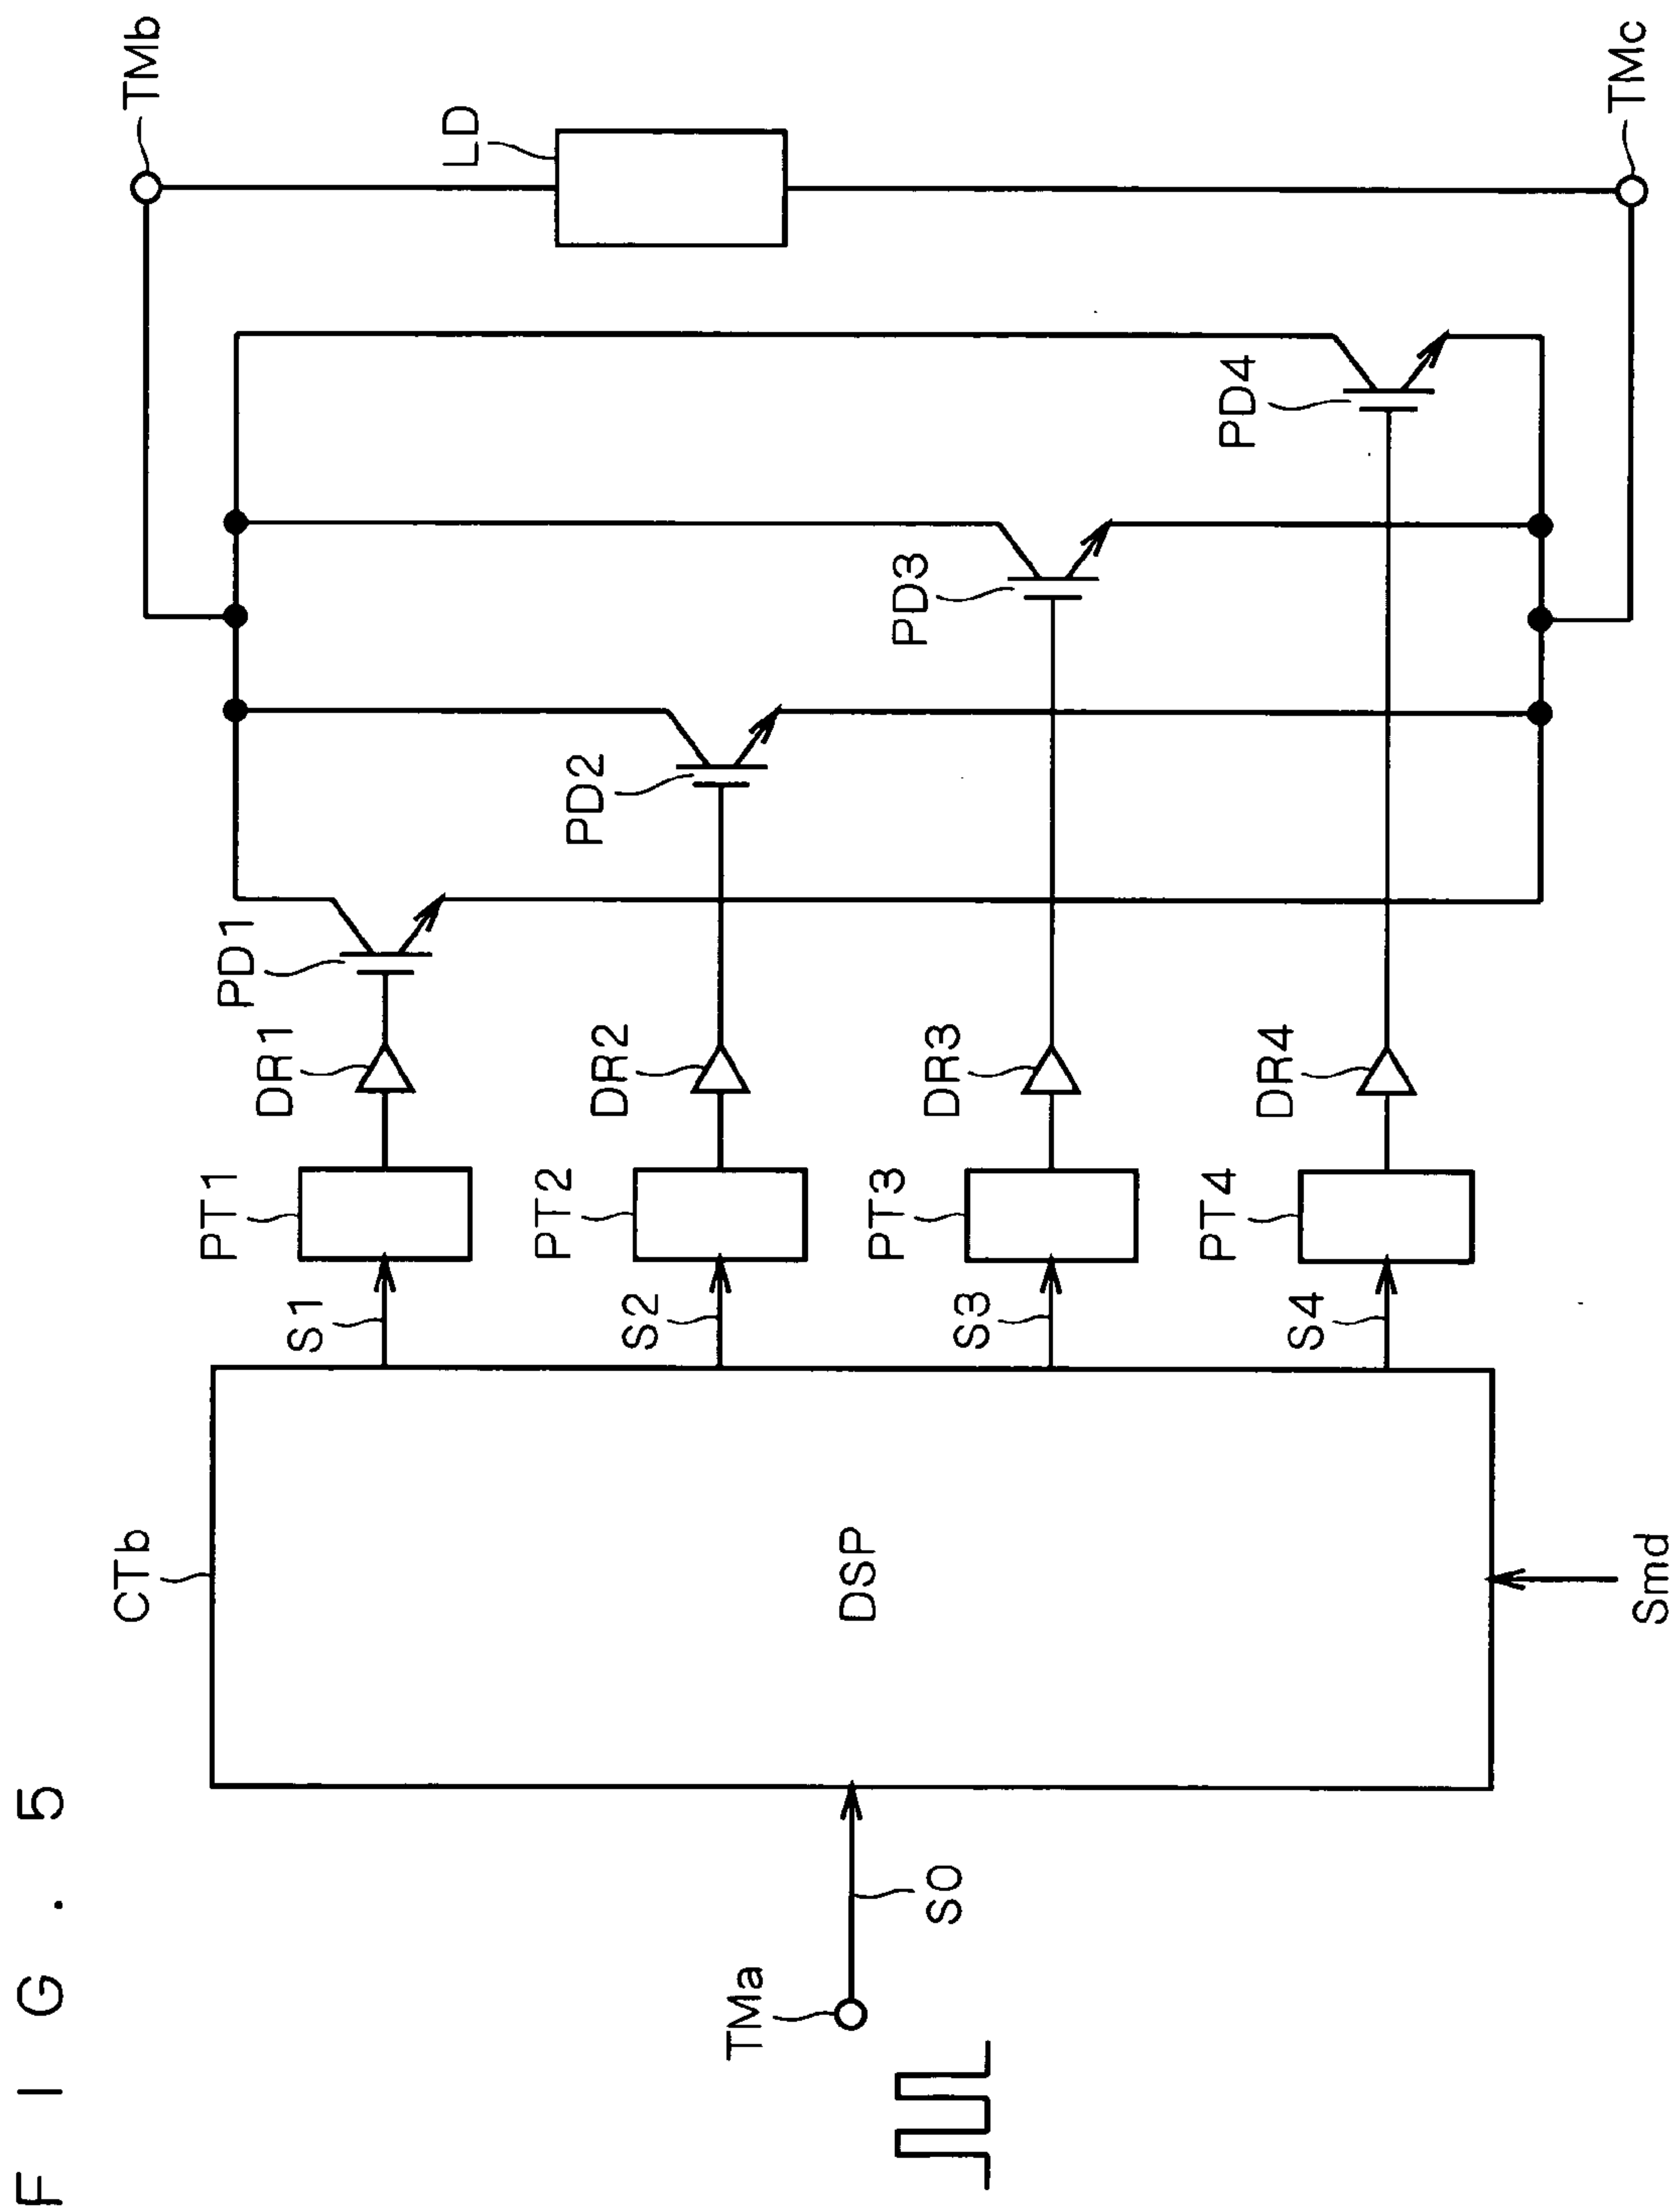 FIG. 5
TMa
S0
CTb
DSP
Smd
S1
S2
S3
S4
PT1
PT2
PT3
PT4
DR1
DR2
DR3
DR4
PD1
PD2
PD3
PD4
LD
TMb
TMc